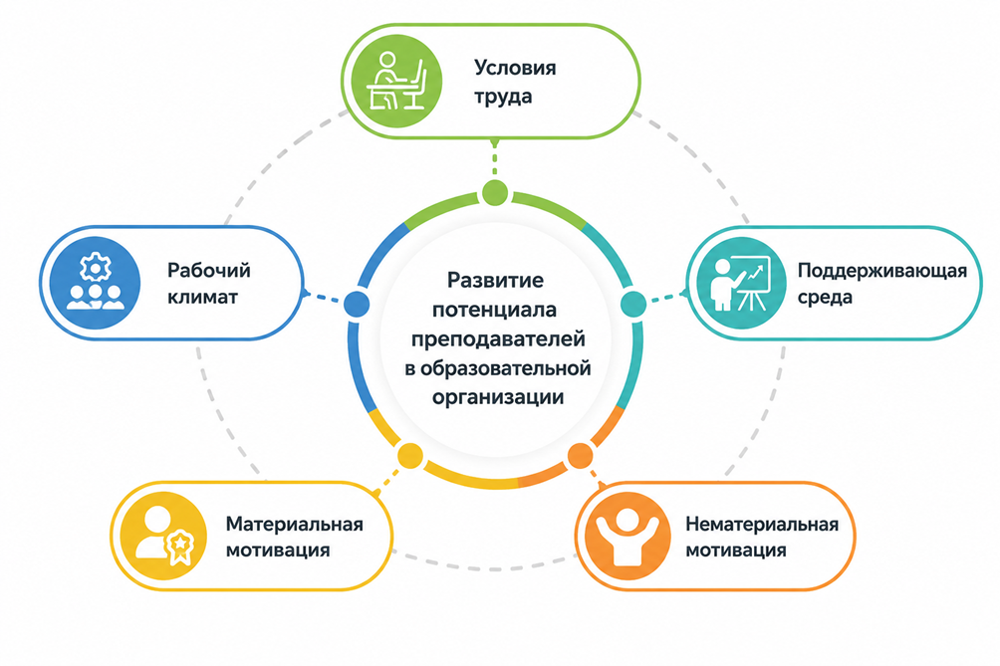 Условия
труда
Рабочий
климат
Развитие
потенциала
преподавателей
в образовательной
организации
Поддерживающая
среда
Материальная
мотивация
Нематериальная
мотивация